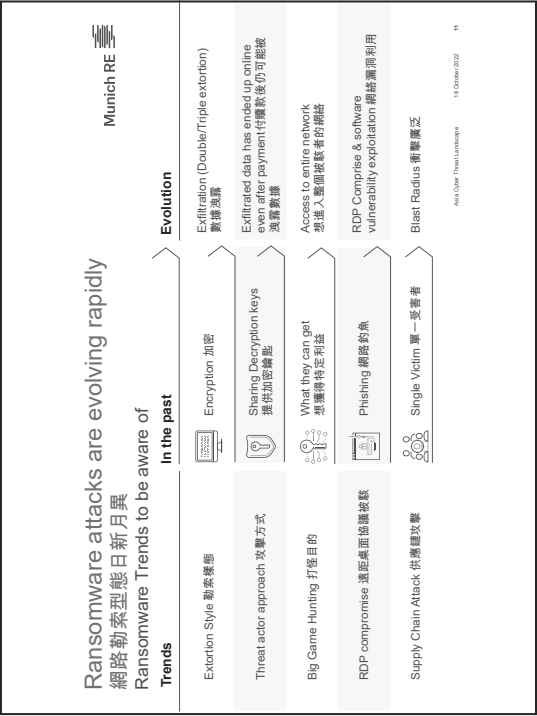 Ransomware attacks are evolving rapidly
網路勒索型態日新月異
Ransomware Trends to be aware of
Munich RE
Trends
In the past
Evolution
Extortion Style 勒索樣態
Encryption 加密
Exfiltration (Double/Triple extortion)
數據洩露
Threat actor approach 攻擊方式
Sharing Decryption keys
提供加密鑰匙
Exfiltrated data has ended up online
even after payment付贖款後仍可能被
洩露數據
Big Game Hunting 打怪目的
What they can get
想獲得特定利益
Access to entire network
想進入整個被駭者的網絡
RDP compromise 遠距桌面協議被駭
Phishing 網路釣魚
RDP Comprise & software
vulnerability exploitation 網絡漏洞利用
Supply Chain Attack 供應鏈攻擊
Single Victim 單一受害者
Blast Radius 衝擊廣泛
Asia Cyber Threat Landscape
18 October 2022
11